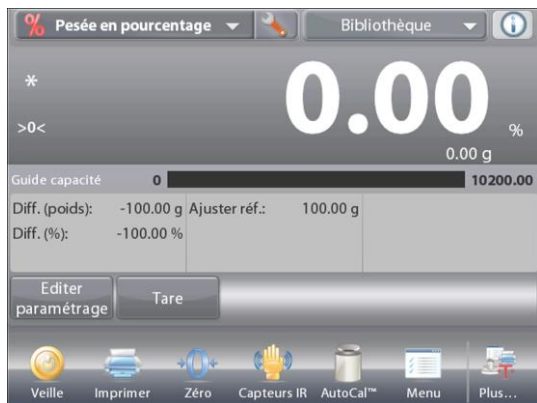 % Pesée en pourcentage Bibliothèque
*
>0<
0.00 %
0.00 g
Guide capacité 0 10200.00
Diff. (poids): -100.00 g Ajuster réf.: 100.00 g
Diff. (%): -100.00 %
Editer paramétrage Tare
Veille Imprimer Zéro Capteurs IR AutoCal™ Menu Plus...